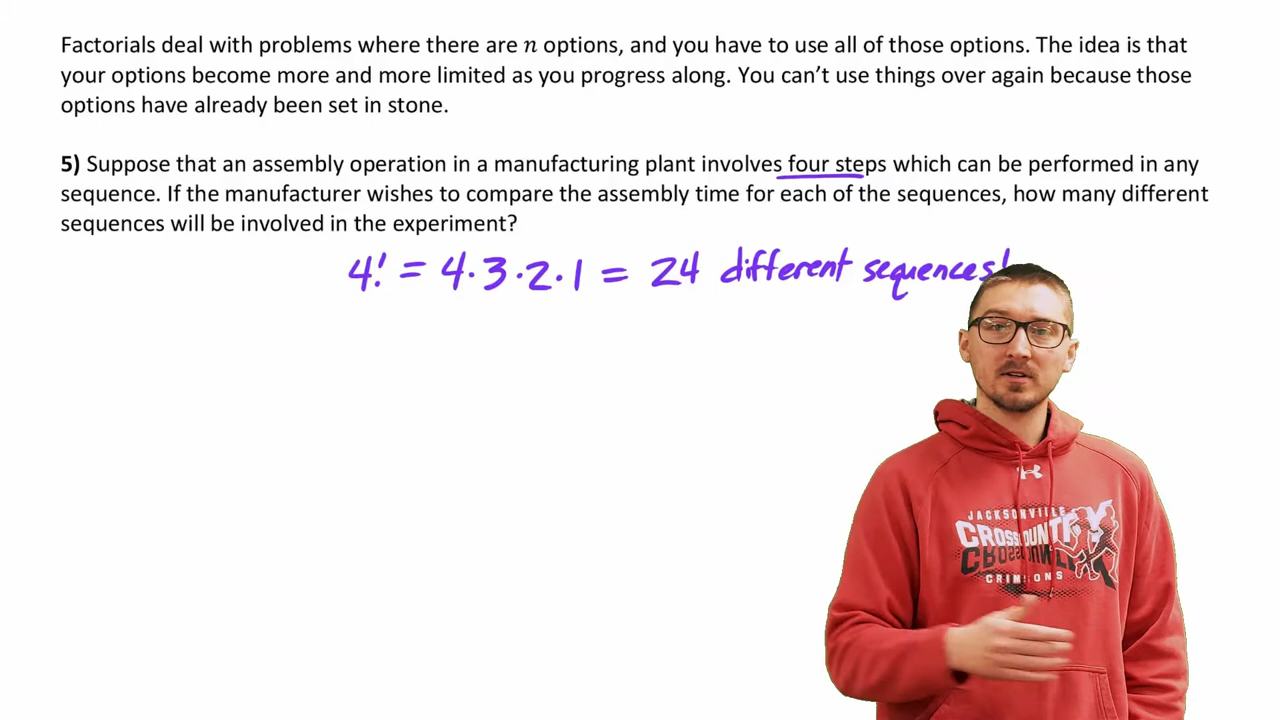 Factorials deal with problems where there are n options, and you have to use all of those options. The idea is that
your options become more and more limited as you progress along. You can’t use things over again because those
options have already been set in stone.
5) Suppose that an assembly operation in a manufacturing plant involves four steps which can be performed in any
sequence. If the manufacturer wishes to compare the assembly time for each of the sequences, how many different
sequences will be involved in the experiment?
4! = 4·3·2·1 = 24 different sequences!
JACKSONVILLE
CROSS COUNTRY
CRIMSONS